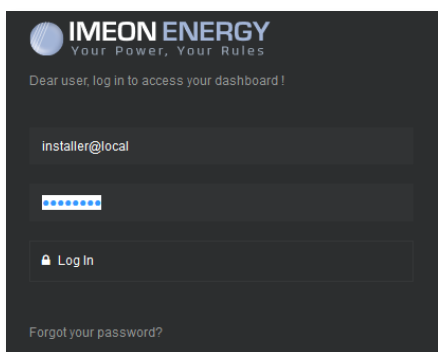 IMEON ENERGY
Your Power, Your Rules
Dear user, log in to access your dashboard !
installer@local
••••••••
Log In
Forgot your password?